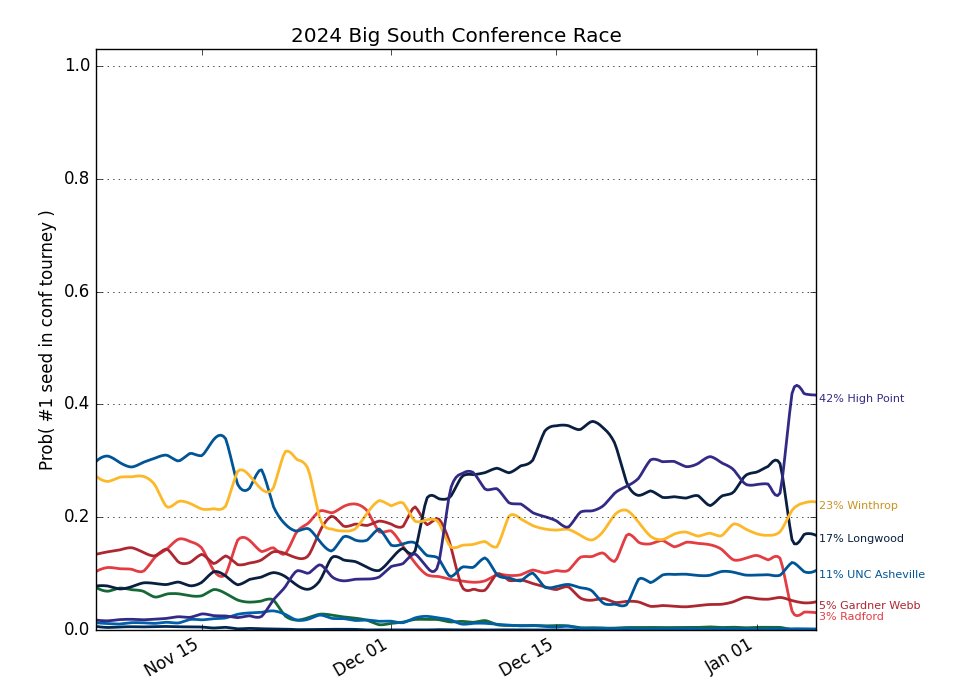 2024 Big South Conference Race
Prob( #1 seed in conf tourney )
1.0
0.8
0.6
0.4
0.2
0.0
42% High Point
23% Winthrop
17% Longwood
11% UNC Asheville
5% Gardner Webb
3% Radford
Nov 15
Dec 01
Dec 15
Jan 01